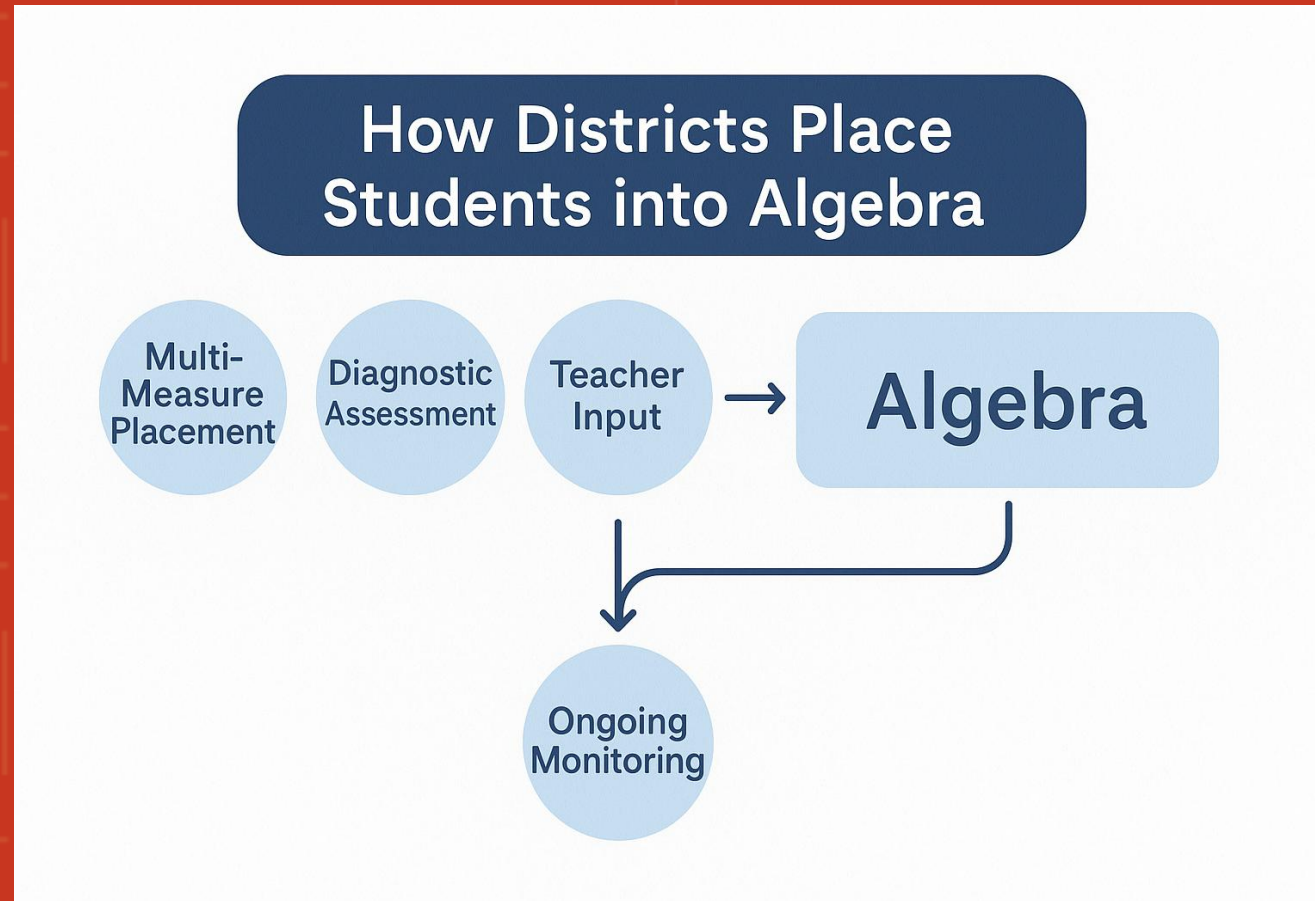 How Districts Place
Students into Algebra
Multi-
Measure
Placement
Diagnostic
Assessment
Teacher
Input
Algebra
Ongoing
Monitoring